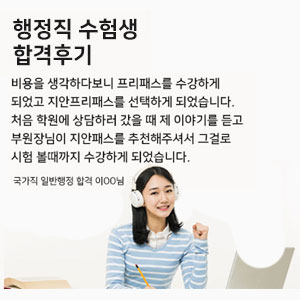 행정직 수험생
합격후기
비용을 생각하다보니 프리패스를 수강하게
되었고 지안프리패스를 선택하게 되었습니다.
처음 학원에 상담하러 갔을 때 제 이야기를 듣고
부원장님이 지안패스를 추천해주셔서 그걸로
시험 볼때까지 수강하게 되었습니다.
국가직 일반행정 합격 이OO님